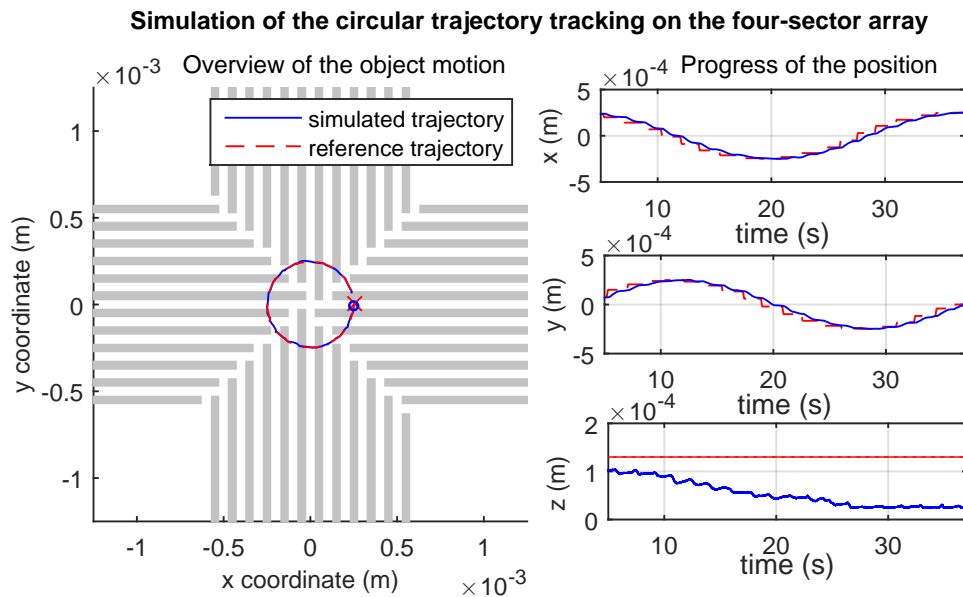 Simulation of the circular trajectory tracking on the four-sector array
×10⁻³
Overview of the object motion
simulated trajectory
reference trajectory
y coordinate (m)
1
0.5
0
-0.5
-1
-1
-0.5
0
0.5
1
x coordinate (m)
×10⁻³
Progress of the position
×10⁻⁴
x (m)
5
0
-5
10
20
30
time (s)
×10⁻⁴
y (m)
5
0
-5
10
20
30
time (s)
×10⁻⁴
z (m)
2
1
0
10
20
30
time (s)